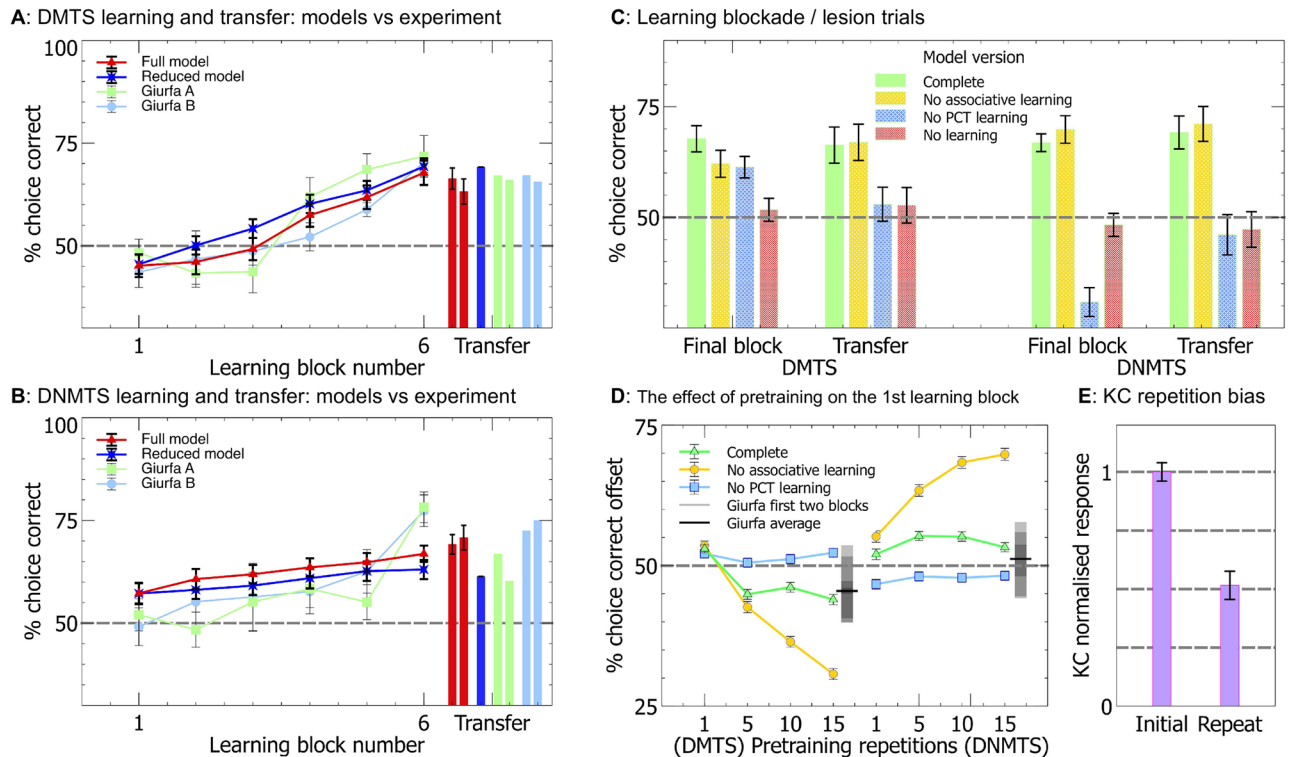 A: DMTS learning and transfer: models vs experiment
100
75
50
% choice correct
Full model
Reduced model
Giurfa A
Giurfa B
1
6
Transfer
Learning block number
B: DNMTS learning and transfer: models vs experiment
100
75
50
% choice correct
Full model
Reduced model
Giurfa A
Giurfa B
1
6
Transfer
Learning block number
C: Learning blockade / lesion trials
75
50
% choice correct
Model version
Complete
No associative learning
No PCT learning
No learning
Final block
Transfer
Final block
Transfer
DMTS
DNMTS
D: The effect of pretraining on the 1st learning block
75
50
25
% choice correct offset
Complete
No associative learning
No PCT learning
Giurfa first two blocks
Giurfa average
1 5 10 15 1 5 10 15
(DMTS) Pretraining repetitions (DNMTS)
E: KC repetition bias
1
0
KC normalised response
Initial Repeat